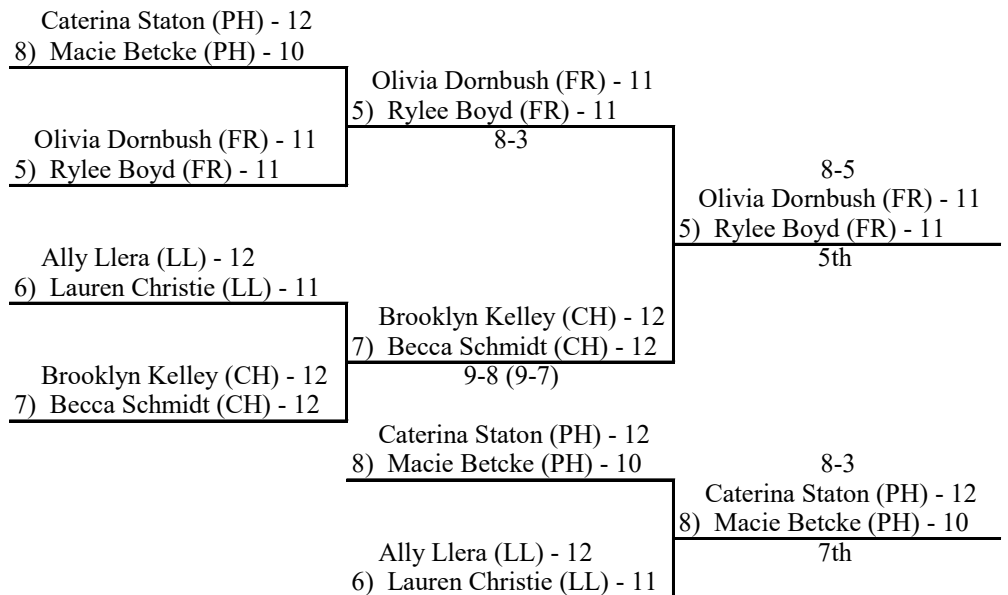 Caterina Staton (PH) - 12
8) Macie Betcke (PH) - 10
Olivia Dornbush (FR) - 11
5) Rylee Boyd (FR) - 11
8-3
Olivia Dornbush (FR) - 11
5) Rylee Boyd (FR) - 11
8-5
Olivia Dornbush (FR) - 11
5) Rylee Boyd (FR) - 11
5th
Ally Llera (LL) - 12
6) Lauren Christie (LL) - 11
Brooklyn Kelley (CH) - 12
7) Becca Schmidt (CH) - 12
9-8 (9-7)
Brooklyn Kelley (CH) - 12
7) Becca Schmidt (CH) - 12
Caterina Staton (PH) - 12
8) Macie Betcke (PH) - 10
8-3
Caterina Staton (PH) - 12
8) Macie Betcke (PH) - 10
7th
Ally Llera (LL) - 12
6) Lauren Christie (LL) - 11